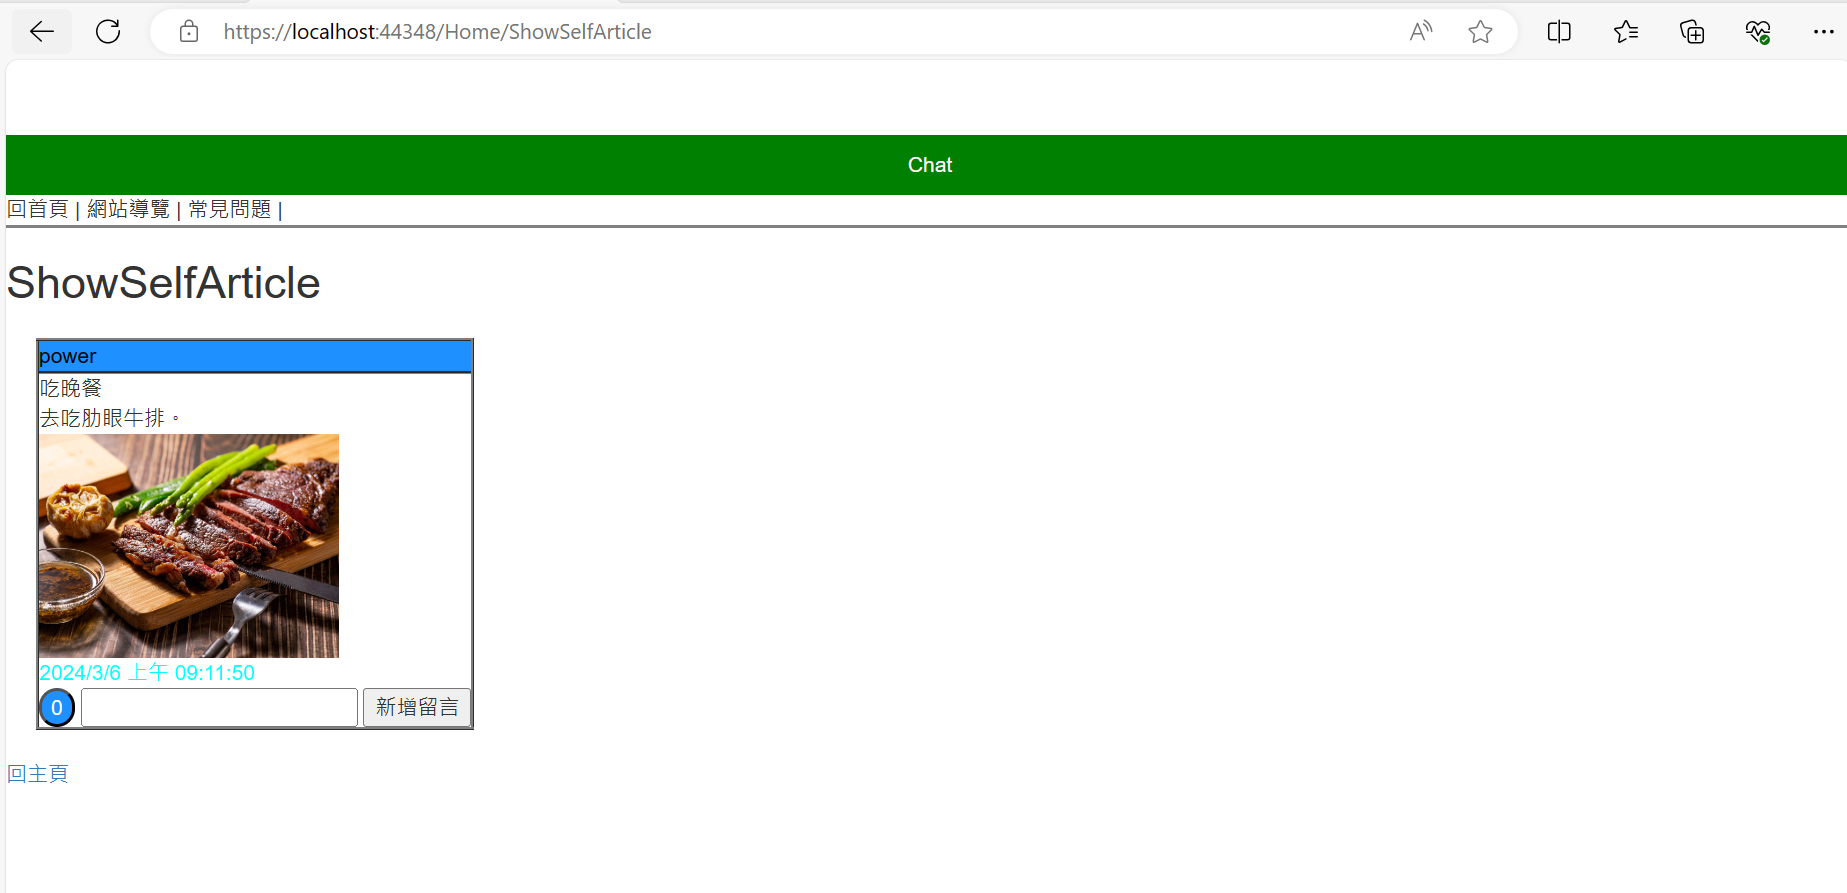 https://localhost:44348/Home/ShowSelfArticle
Chat
回首頁 | 網站導覽 | 常見問題 |
ShowSelfArticle
power
吃晚餐
去吃肋眼牛排。
2024/3/6 上午 09:11:50
0 新增留言
回主頁